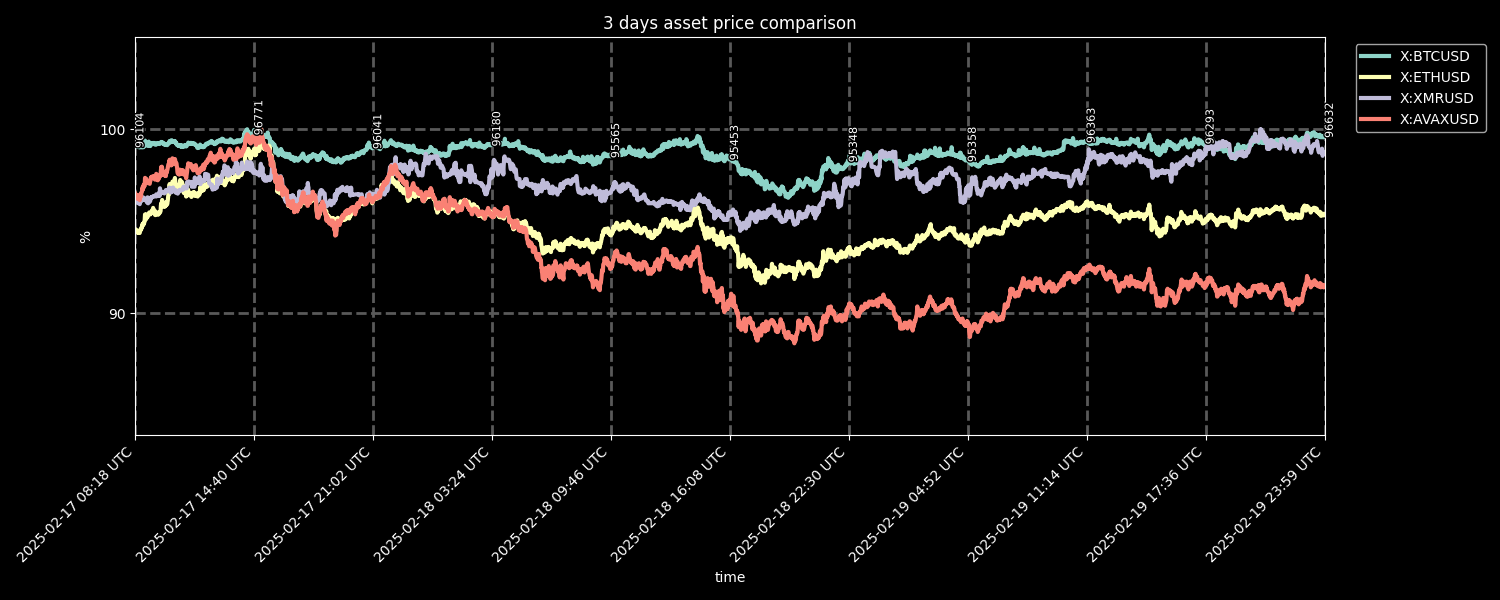 3 days asset price comparison
X:BTCUSD
X:ETHUSD
X:XMRUSD
X:AVAXUSD
100
90
%
96104
96771
96041
96180
95565
95453
95348
95358
96363
96293
96632
2025-02-17 08:18 UTC
2025-02-17 14:40 UTC
2025-02-17 21:02 UTC
2025-02-18 03:24 UTC
2025-02-18 09:46 UTC
2025-02-18 16:08 UTC
2025-02-18 22:30 UTC
2025-02-19 04:52 UTC
2025-02-19 11:14 UTC
2025-02-19 17:36 UTC
2025-02-19 23:59 UTC
time